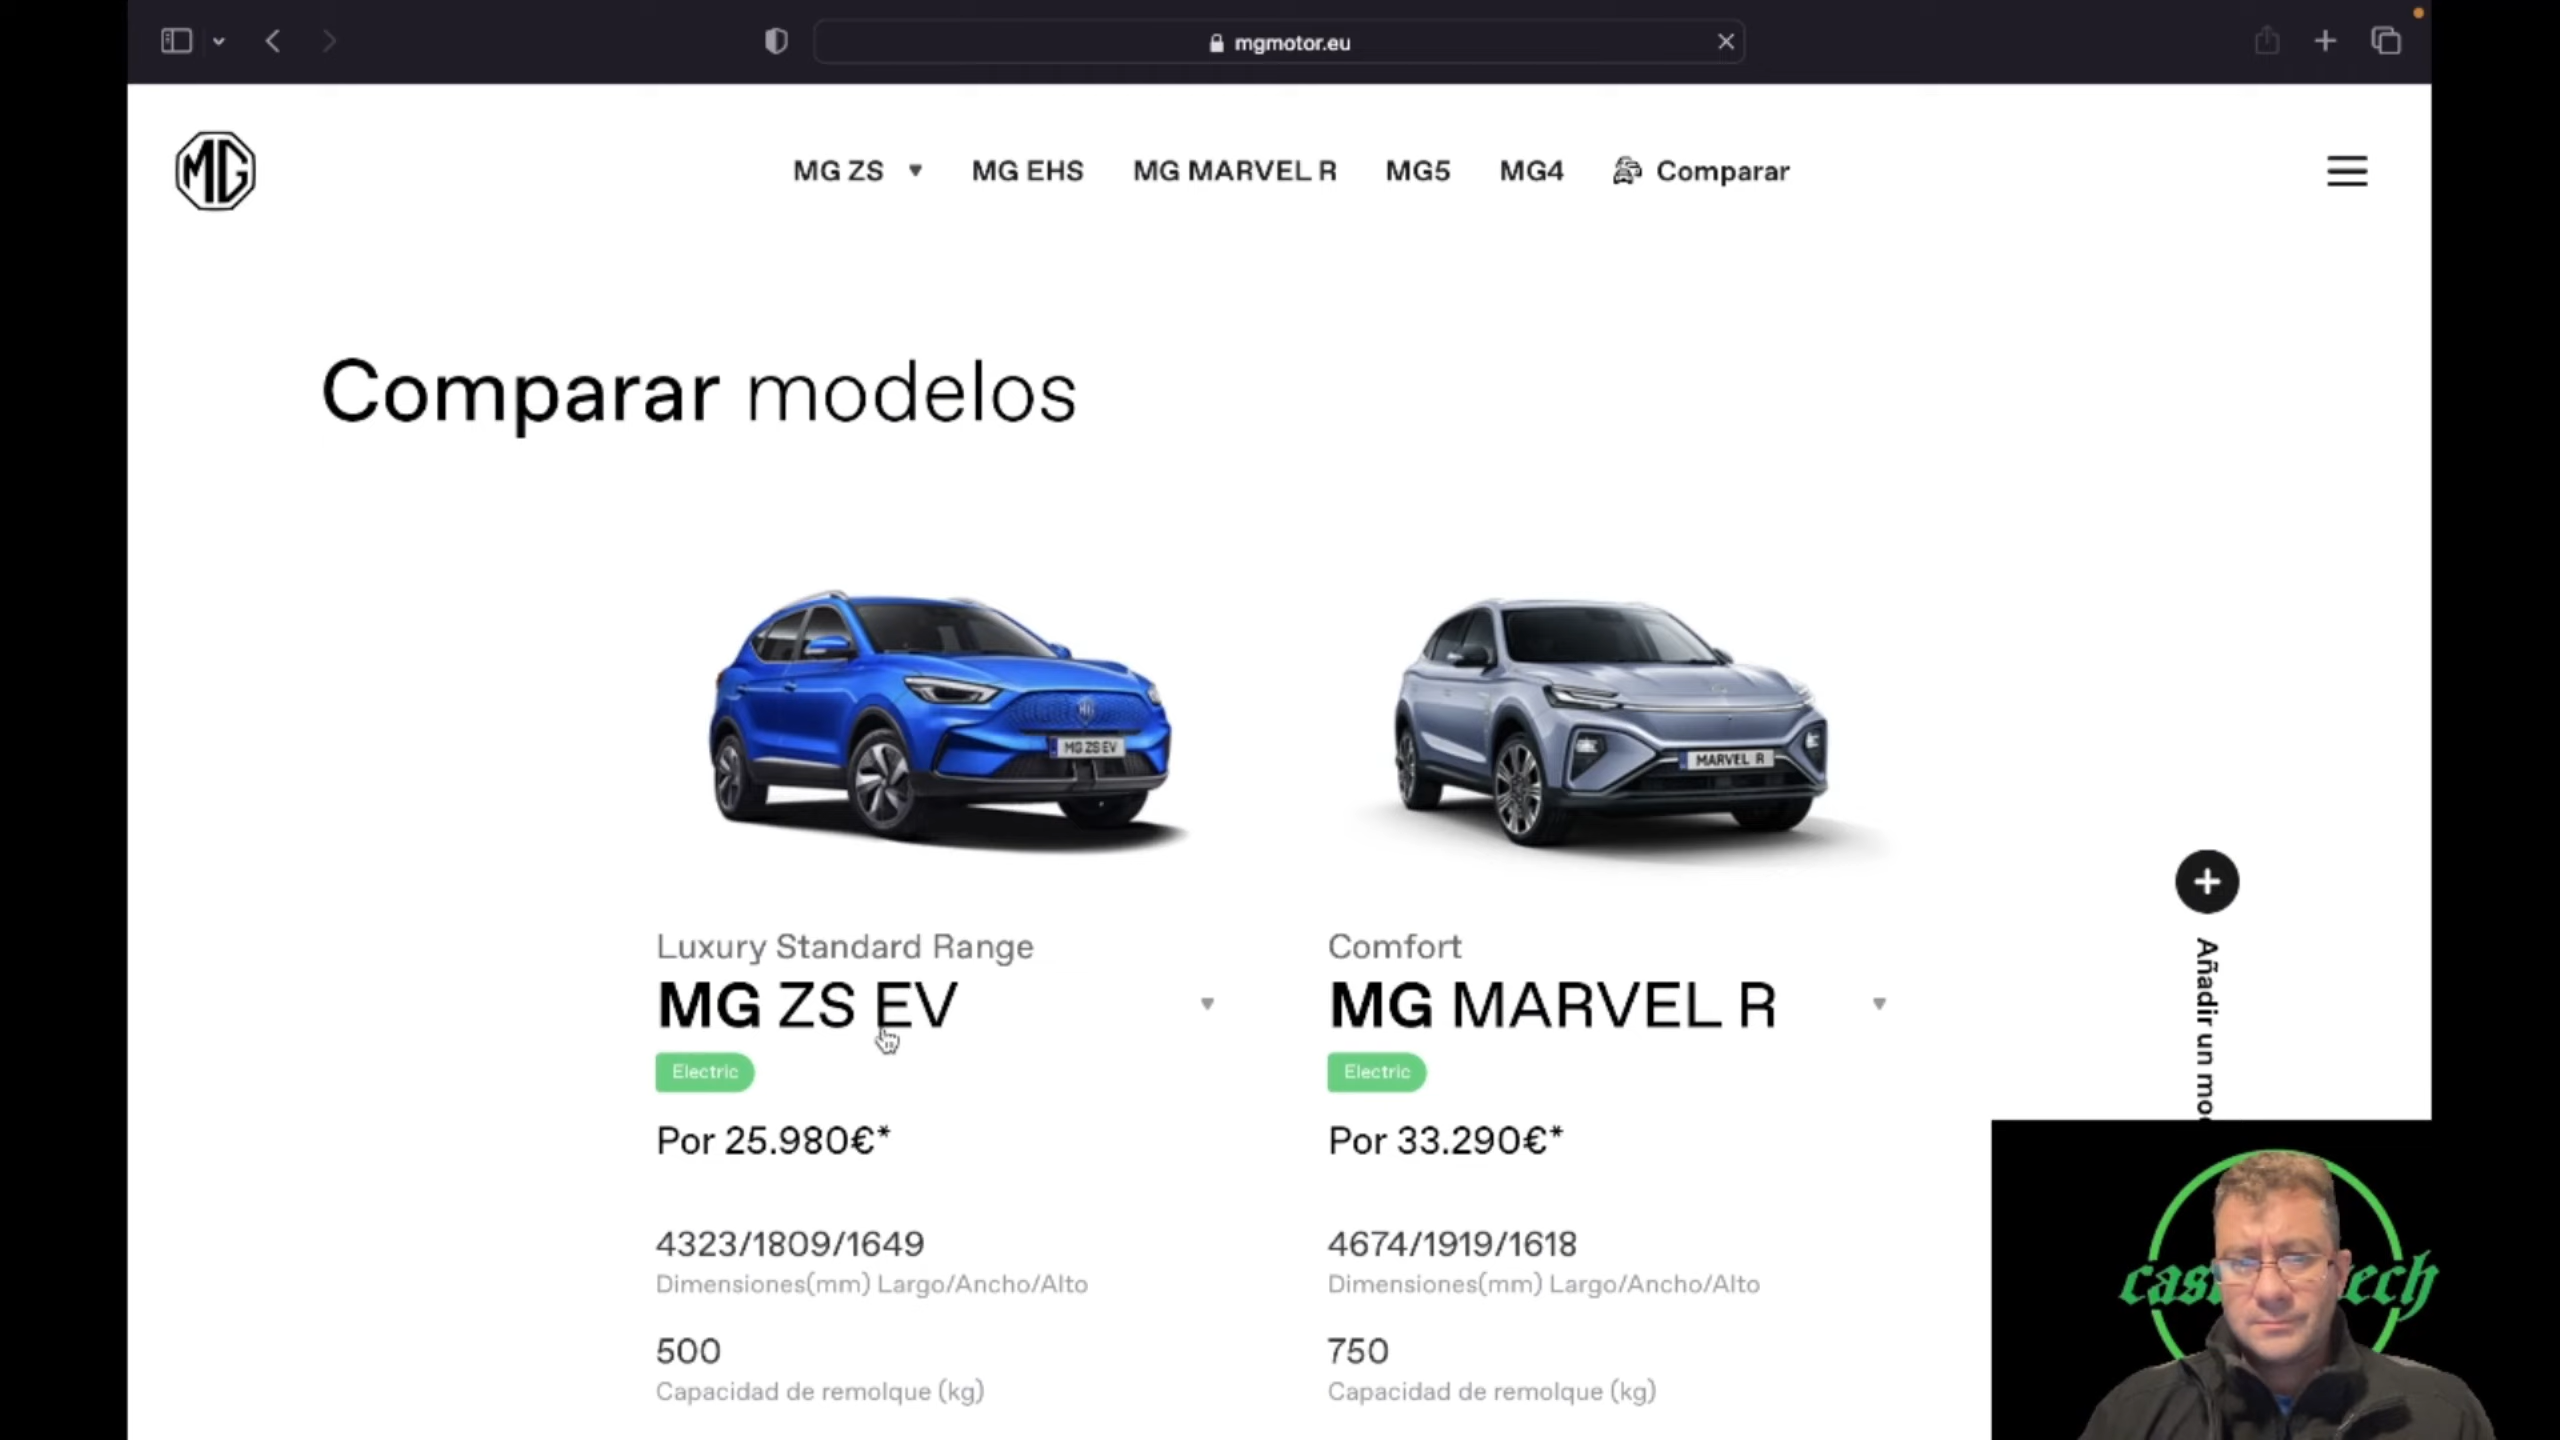 mgmotor.eu
MG
MG ZS
MG EHS
MG MARVEL R
MG5
MG4
Comparar
Comparar modelos
MG ZS EV
MARVEL R
Luxury Standard Range
MG ZS EV
Electric
Por 25.980€*
4323/1809/1649
Dimensiones(mm) Largo/Ancho/Alto
500
Capacidad de remolque (kg)
Comfort
MG MARVEL R
Electric
Por 33.290€*
4674/1919/1618
Dimensiones(mm) Largo/Ancho/Alto
750
Capacidad de remolque (kg)
Añadir un